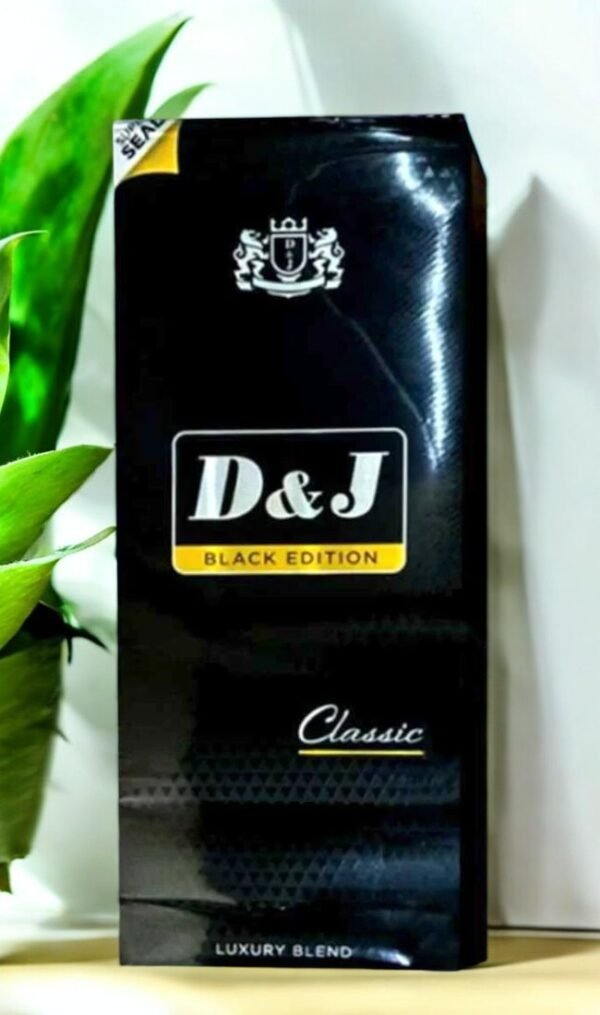 SEAL
D
&
J
D&J
BLACK EDITION
Classic
LUXURY BLEND